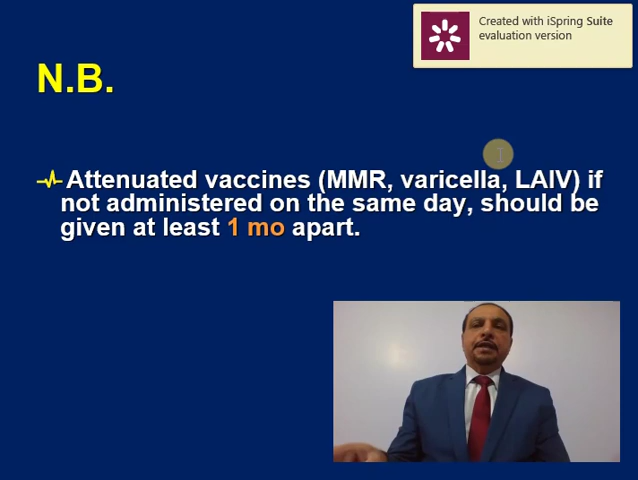 Created with iSpring Suite
evaluation version
N.B.
Attenuated vaccines (MMR, varicella, LAIV) if
not administered on the same day, should be
given at least 1 mo apart.